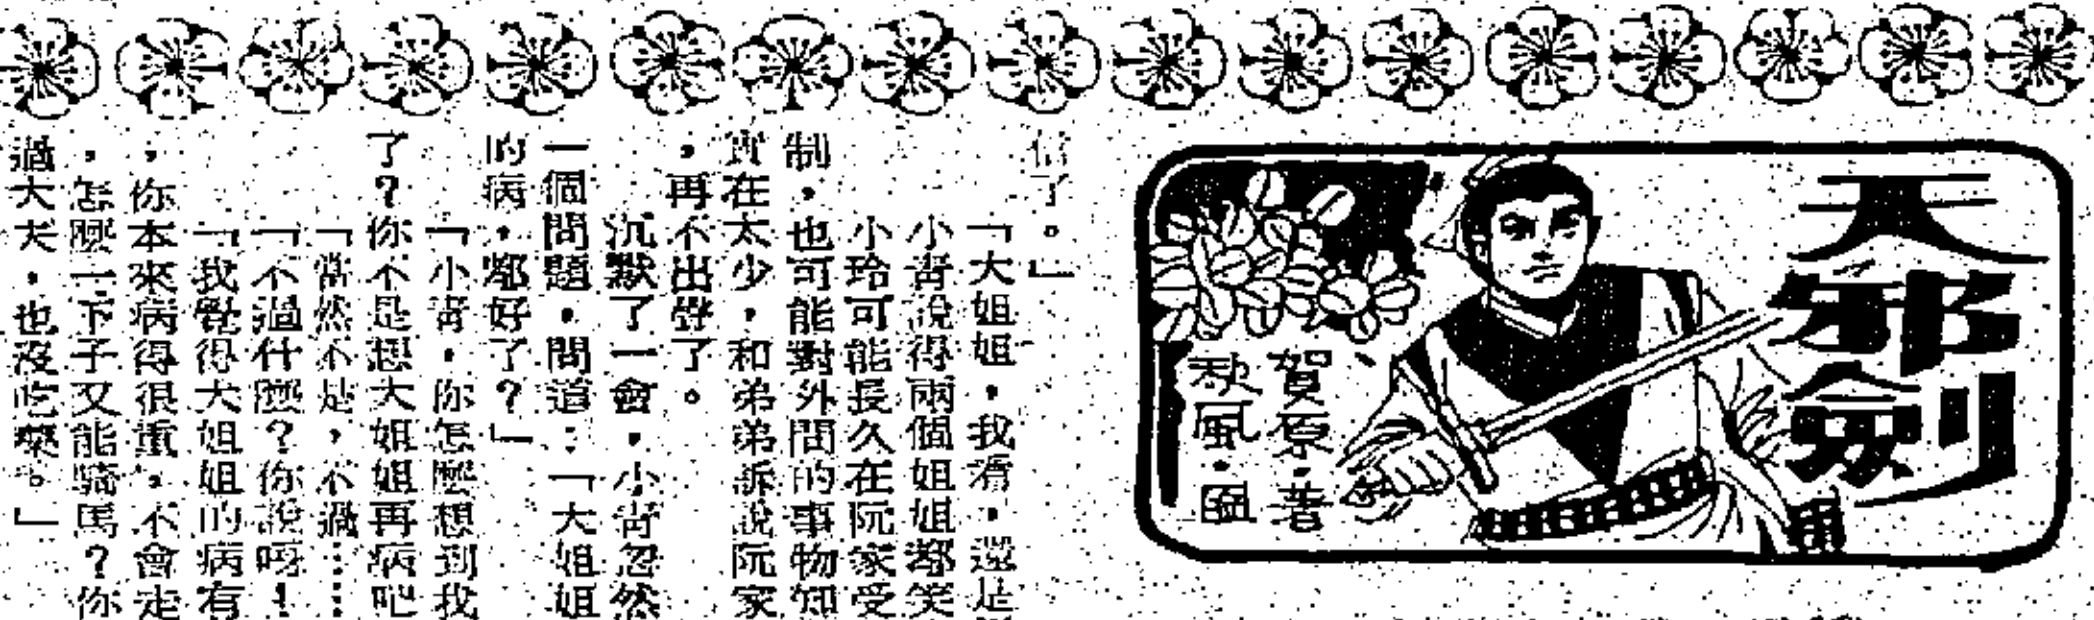 天邪劍
賀原·著
秋風·圖
信了。」
「大姐姐,我看,還是
小青說得兩個姐姐都笑
小玲可能長久在阮家受
制,也可能對外間的事物知
實在太少,和弟弟訴說阮家
,再不出聲了。
沉默了一會,小青忽然
一個問題,問道:「大姐姐
的病,都好了?」
「小青,你怎麼想到我
了?你不是想大姐姐再病吧
「當然不是,不過……
「不過什麼?你說呀!
「我覺得大姐姐的病有
,你本來病得很重,不會走
,怎麼一下子又能騎馬?你
過大夫,也沒吃藥。」